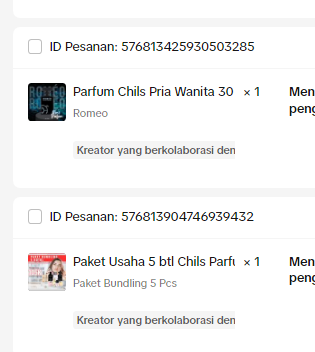 ID Pesanan: 576813425930503285
Parfum Chils Pria Wanita 30 × 1
Men
peng
Romeo
Kreator yang berkolaborasi den
ID Pesanan: 576813904746939432
Paket Usaha 5 btl Chils Parfu × 1
Men
peng
Paket Bundling 5 Pcs
Kreator yang berkolaborasi den